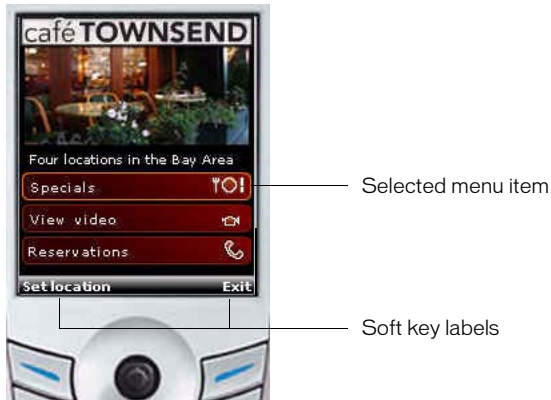 café TOWNSEND
Four locations in the Bay Area
Specials
View video
Reservations
Set location Exit
Selected menu item
Soft key labels